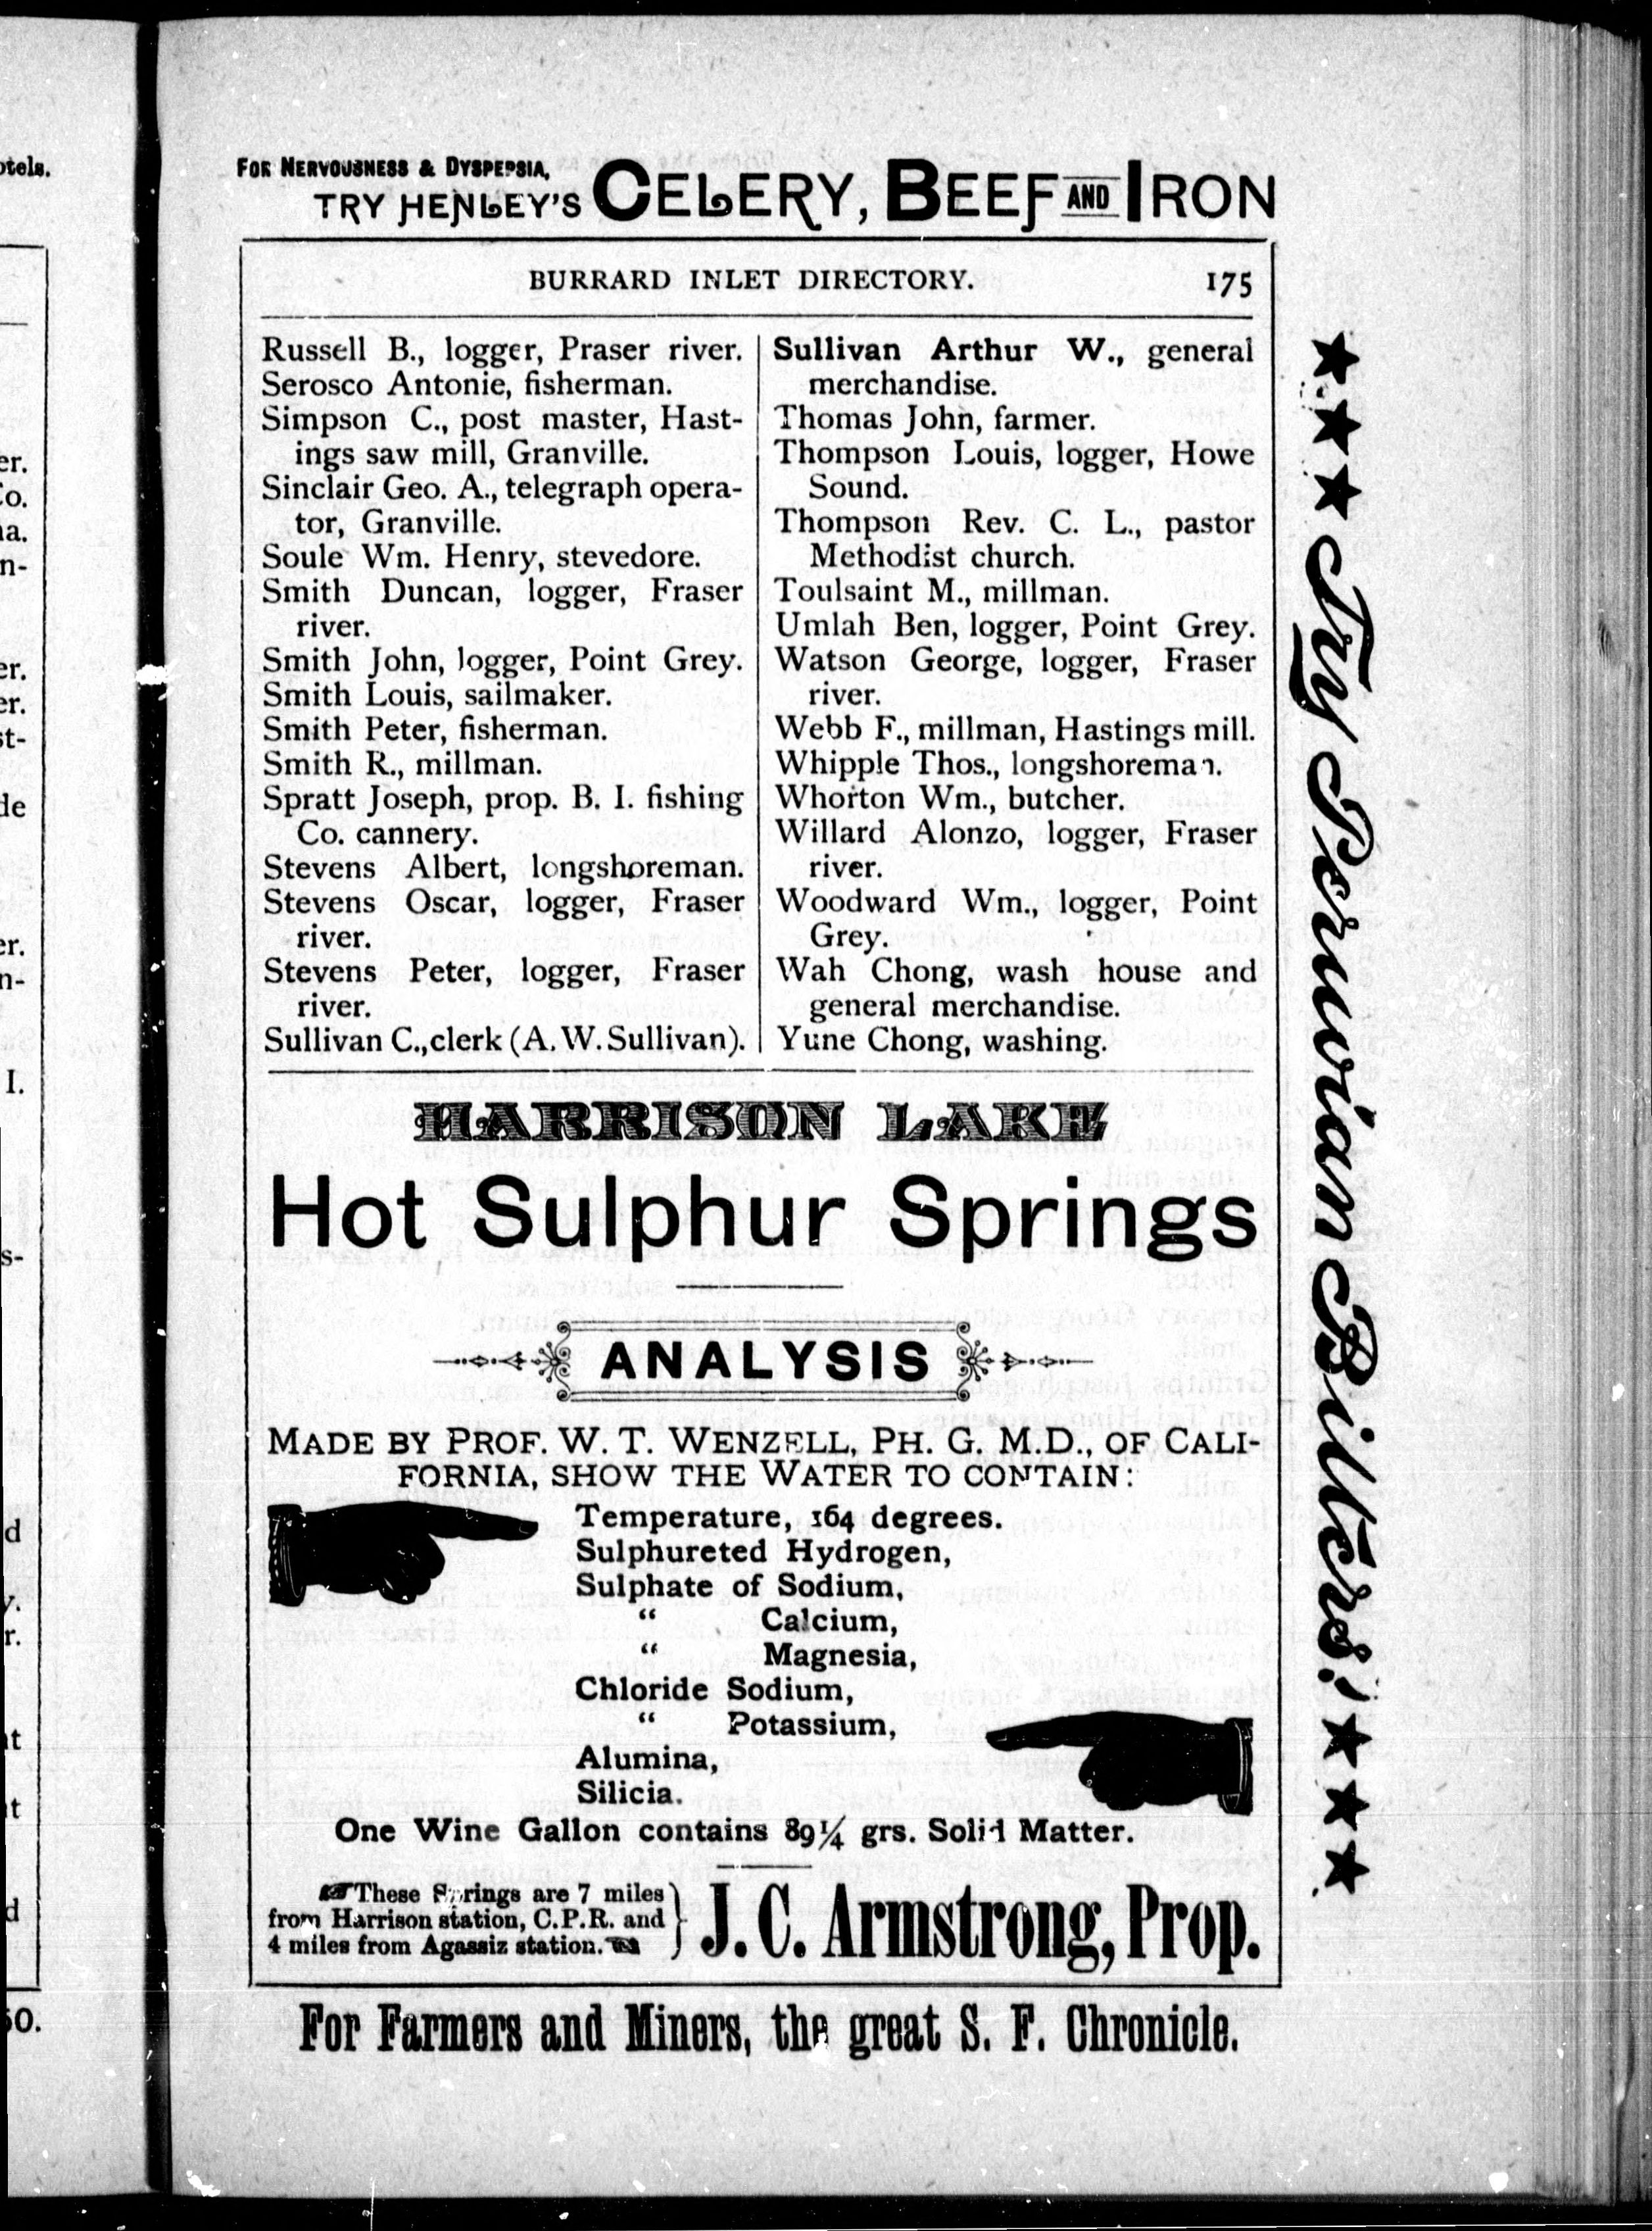 FOR NERVOUSNESS & DYSPEPSIA,
TRY HENLEY'S CELERY, BEEF AND IRON
BURRARD INLET DIRECTORY. 175
Russell B., logger, Praser river.
Serosco Antonie, fisherman.
Simpson C., post master, Hast-
ings saw mill, Granville.
Sinclair Geo. A., telegraph opera-
tor, Granville.
Soule Wm. Henry, stevedore.
Smith Duncan, logger, Fraser
river.
Smith John, logger, Point Grey.
Smith Louis, sailmaker.
Smith Peter, fisherman.
Smith R., millman.
Spratt Joseph, prop. B. I. fishing
Co. cannery.
Stevens Albert, longshoreman.
Stevens Oscar, logger, Fraser
river.
Stevens Peter, logger, Fraser
river.
Sullivan C., clerk (A. W. Sullivan).
Sullivan Arthur W., general
merchandise.
Thomas John, farmer.
Thompson Louis, logger, Howe
Sound.
Thompson Rev. C. L., pastor
Methodist church.
Toulsaint M., millman.
Umlah Ben, logger, Point Grey.
Watson George, logger, Fraser
river.
Webb F., millman, Hastings mill.
Whipple Thos., longshoreman.
Whorton Wm., butcher.
Willard Alonzo, logger, Fraser
river.
Woodward Wm., logger, Point
Grey.
Wah Chong, wash house and
general merchandise.
Yune Chong, washing.
HARRISON LAKE
Hot Sulphur Springs
ANALYSIS
MADE BY PROF. W. T. WENZELL, PH. G. M.D., OF CALI-
FORNIA, SHOW THE WATER TO CONTAIN:
Temperature, 164 degrees.
Sulphureted Hydrogen,
Sulphate of Sodium,
" Calcium,
" Magnesia,
Chloride Sodium,
" Potassium,
Alumina,
Silicia.
One Wine Gallon contains 89¼ grs. Solid Matter.
These Springs are 7 miles
from Harrison station, C.P.R. and
4 miles from Agassiz station.
J. C. Armstrong, Prop.
For Farmers and Miners, the great S. F. Chronicle.
Try Peruvian Bitters!